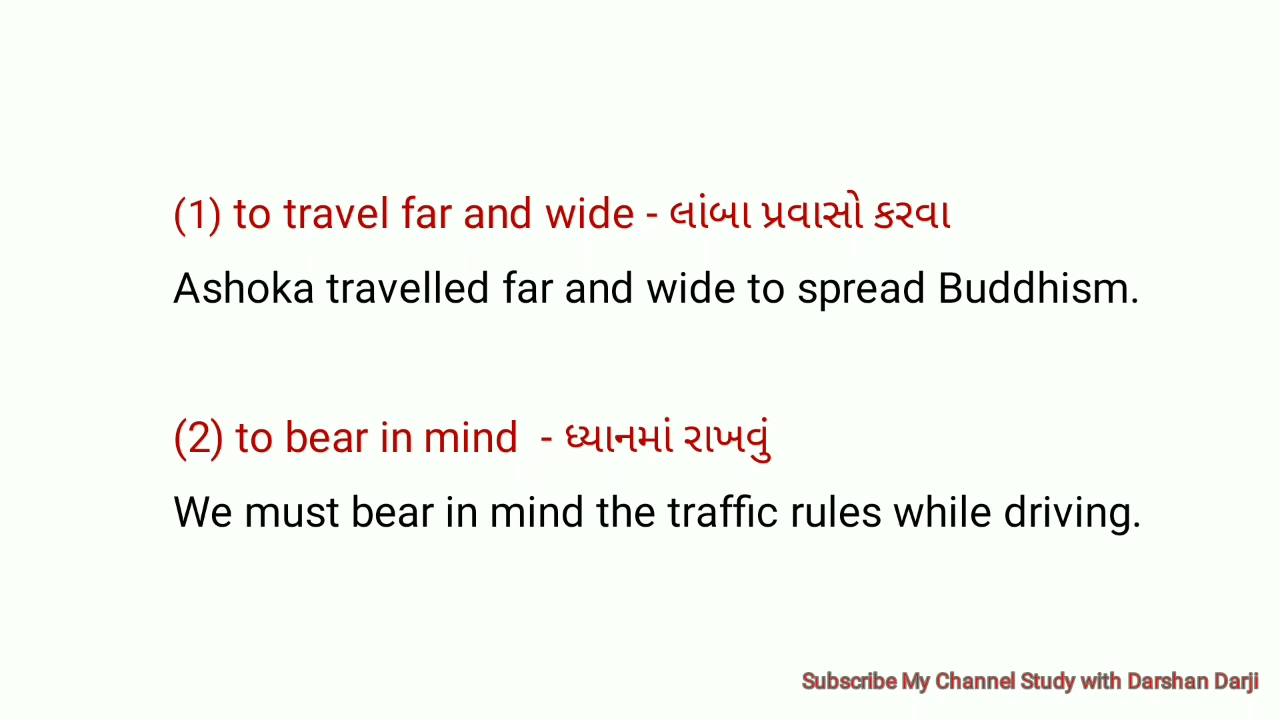 (1) to travel far and wide - લાંબા પ્રવાસો કરવા
Ashoka travelled far and wide to spread Buddhism.
(2) to bear in mind - ધ્યાનમાં રાખવું
We must bear in mind the traffic rules while driving.
Subscribe My Channel Study with Darshan Darji